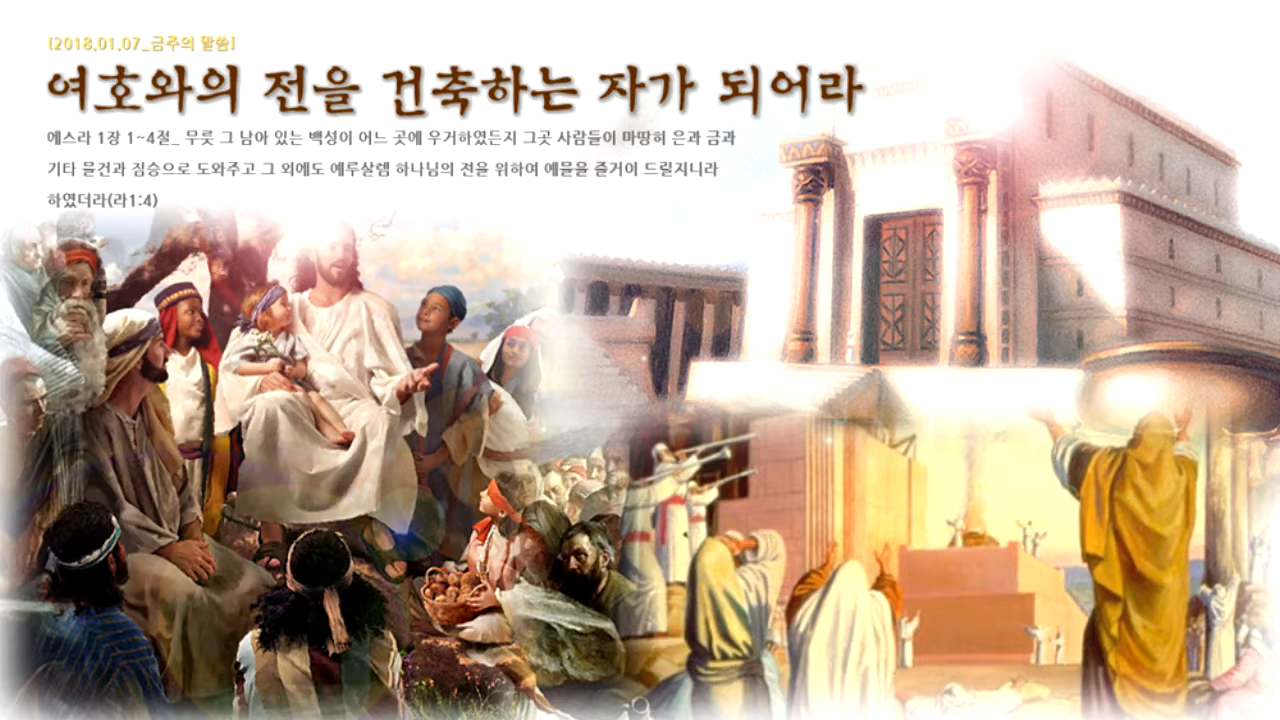 [2018.01.07_금주의 말씀]
여호와의 전을 건축하는 자가 되어라
에스라 1장 1~4절_ 무릇 그 남아 있는 백성이 어느 곳에 우거하였든지 그곳 사람들이 마땅히 은과 금과
기타 물건과 짐승으로 도와주고 그 외에도 예루살렘 하나님의 전을 위하여 예물을 즐거이 드릴지니라
하였더라(라1:4)